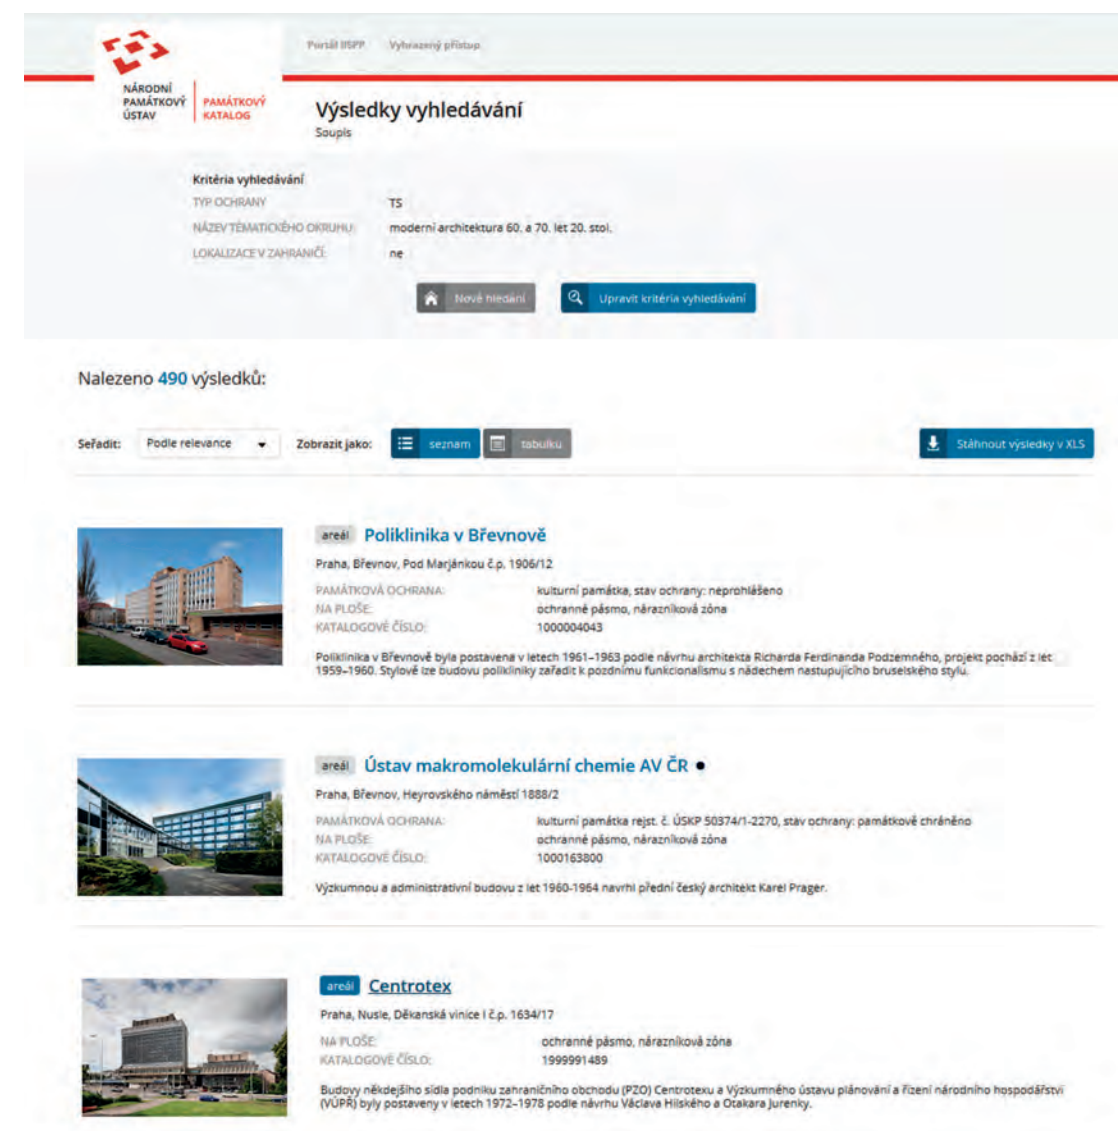 Portál IISPP Vyhrazený přístup
NÁRODNÍ
PAMÁTKOVÝ
ÚSTAV
PAMÁTKOVÝ
KATALOG
Výsledky vyhledávání
Soupis
Kritéria vyhledávání
TYP OCHRANY TS
NÁZEV TÉMATICKÉHO OKRUHU: moderní architektura 60. a 70. let 20. stol.
LOKALIZACE V ZAHRANIČÍ: ne
Nové hledání Upravit kritéria vyhledávání
Nalezeno 490 výsledků:
Seřadit: Podle relevance Zobrazit jako: seznam tabulku Stáhnout výsledky v XLS
areál Poliklinika v Břevnově
Praha, Břevnov, Pod Marjánkou č.p. 1906/12
PAMÁTKOVÁ OCHRANA: kulturní památka, stav ochrany: neprohlášeno
NA PLOŠE: ochranné pásmo, nárazníková zóna
KATALOGOVÉ ČÍSLO: 1000004043
Poliklinika v Břevnově byla postavena v letech 1961–1963 podle návrhu architekta Richarda Ferdinanda Podzemného, projekt pochází z let
1959–1960. Stylově lze budovu polikliniky zařadit k pozdnímu funkcionalismu s nádechem nastupujícího bruselského stylu.
areál Ústav makromolekulární chemie AV ČR ●
Praha, Břevnov, Heyrovského náměstí 1888/2
PAMÁTKOVÁ OCHRANA: kulturní památka rejst. č. ÚSKP 50374/1-2270, stav ochrany: památkově chráněno
NA PLOŠE: ochranné pásmo, nárazníková zóna
KATALOGOVÉ ČÍSLO: 1000163800
Výzkumnou a administrativní budovu z let 1960-1964 navrhl přední český architekt Karel Prager.
areál Centrotex
Praha, Nusle, Děkanská vinice I č.p. 1634/17
NA PLOŠE: ochranné pásmo, nárazníková zóna
KATALOGOVÉ ČÍSLO: 1999991489
Budovy někdejšího sídla podniku zahraničního obchodu (PZO) Centrotexu a Výzkumného ústavu plánování a řízení národního hospodářství
(VÚPŘ) byly postaveny v letech 1972–1978 podle návrhu Václava Hilského a Otakara Jurenky.